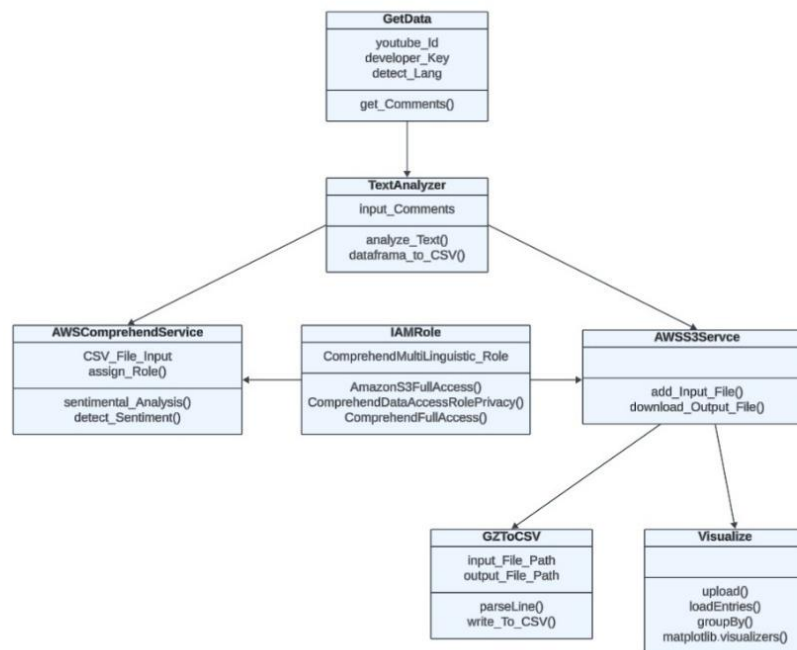 GetData
youtube_Id
developer_Key
detect_Lang
get_Comments()
TextAnalyzer
input_Comments
analyze_Text()
dataframa_to_CSV()
AWSComprehendService
CSV_File_Input
assign_Role()
sentimental_Analysis()
detect_Sentiment()
IAMRole
ComprehendMultiLinguistic_Role
AmazonS3FullAccess()
ComprehendDataAccessRolePrivacy()
ComprehendFullAccess()
AWSS3Servce
add_Input_File()
download_Output_File()
GZToCSV
input_File_Path
output_File_Path
parseLine()
write_To_CSV()
Visualize
upload()
loadEntries()
groupBy()
matplotlib.visualizers()